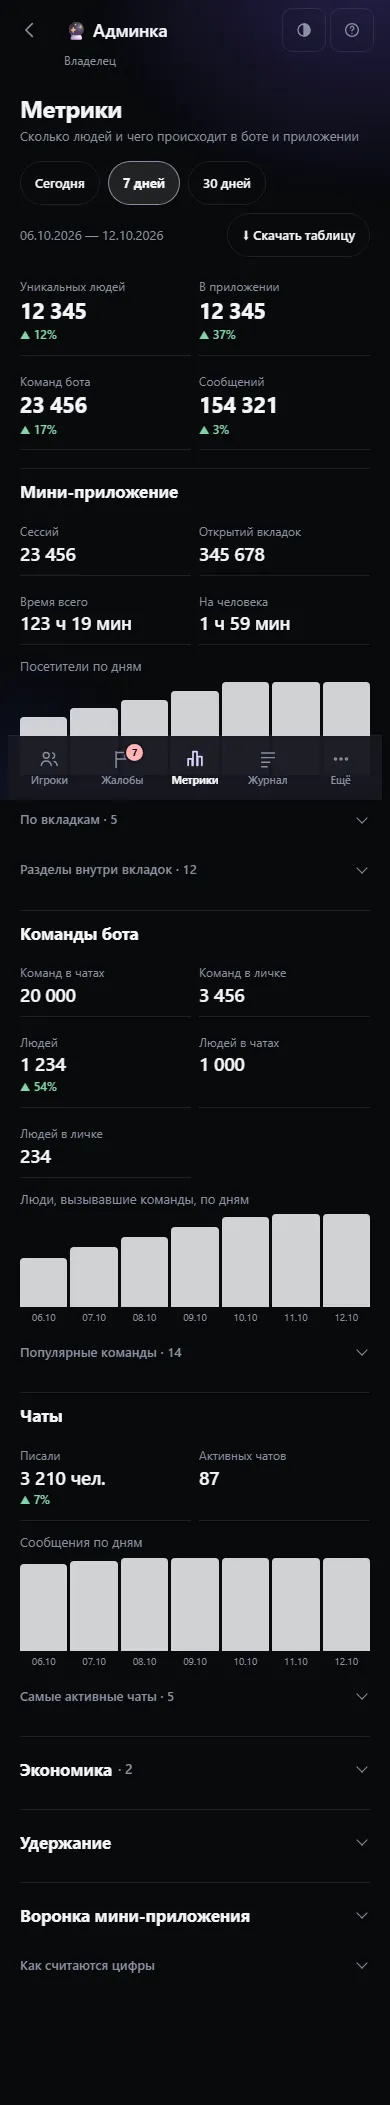 Админка
Владелец
Метрики
Сколько людей и чего происходит в боте и приложении
Сегодня
7 дней
30 дней
06.10.2026 — 12.10.2026
⬇ Скачать таблицу
Уникальных людей
В приложении
12 345
12 345
▲ 12%
▲ 37%
Команд бота
Сообщений
23 456
154 321
▲ 17%
▲ 3%
Мини-приложение
Сессий
Открытий вкладок
23 456
345 678
Время всего
На человека
123 ч 19 мин
1 ч 59 мин
Посетители по дням
7
Игроки
Жалобы
Метрики
Журнал
Ещё
По вкладкам · 5
Разделы внутри вкладок · 12
Команды бота
Команд в чатах
Команд в личке
20 000
3 456
Людей
Людей в чатах
1 234
1 000
▲ 54%
Людей в личке
234
Люди, вызывавшие команды, по дням
06.10 07.10 08.10 09.10 10.10 11.10 12.10
Популярные команды · 14
Чаты
Писали
Активных чатов
3 210 чел.
87
▲ 7%
Сообщения по дням
06.10 07.10 08.10 09.10 10.10 11.10 12.10
Самые активные чаты · 5
Экономика · 2
Удержание
Воронка мини-приложения
Как считаются цифры